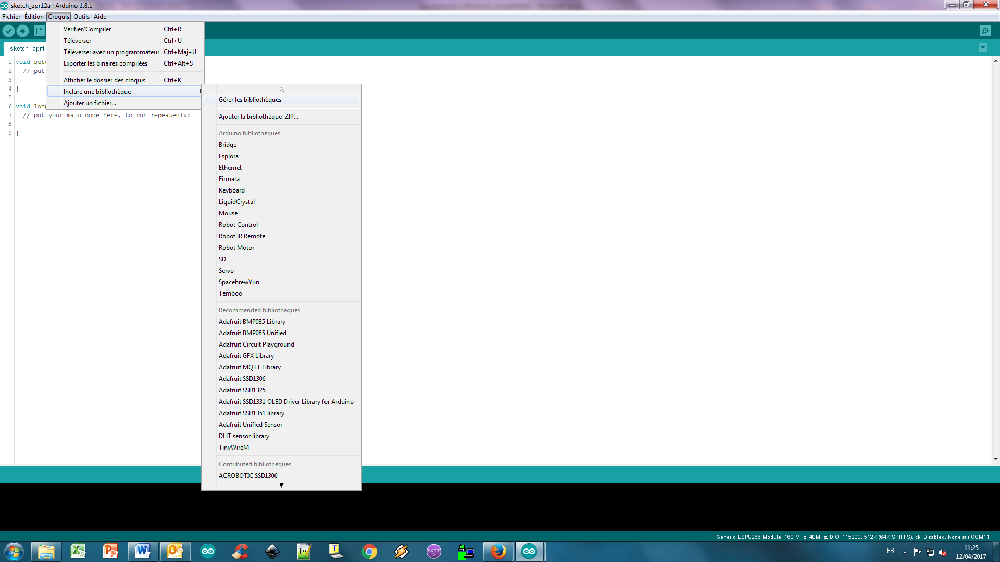 sketch_apr12a | Arduino 1.8.1
Fichier Édition Croquis Outils Aide
Vérifier/Compiler Ctrl+R
Téléverser Ctrl+U
Téléverser avec un programmateur Ctrl+Maj+U
Exporter les binaires compilées Ctrl+Alt+S
Afficher le dossier des croquis Ctrl+K
Inclure une bibliothèque
Ajouter un fichier...
sketch_apr1
1 void set
2 // put
3
4 }
5
6 void loo
7 // put your main code here, to run repeatedly:
8
9 }
Gérer les bibliothèques
Ajouter la bibliothèque .ZIP...
Arduino bibliothèques
Bridge
Esplora
Ethernet
Firmata
Keyboard
LiquidCrystal
Mouse
Robot Control
Robot IR Remote
Robot Motor
SD
Servo
SpacebrewYun
Temboo
Recommended bibliothèques
Adafruit BMP085 Library
Adafruit BMP085 Unified
Adafruit Circuit Playground
Adafruit GFX Library
Adafruit MQTT Library
Adafruit SSD1306
Adafruit SSD1325
Adafruit SSD1331 OLED Driver Library for Arduino
Adafruit SSD1351 library
Adafruit Unified Sensor
DHT sensor library
TinyWireM
Contributed bibliothèques
ACROBOTIC SSD1306
Generic ESP8266 Module, 160 MHz, 40MHz, DIO, 115200, 512K (64K SPIFFS), ck, Disabled, None sur COM11
FR
11:25
12/04/2017